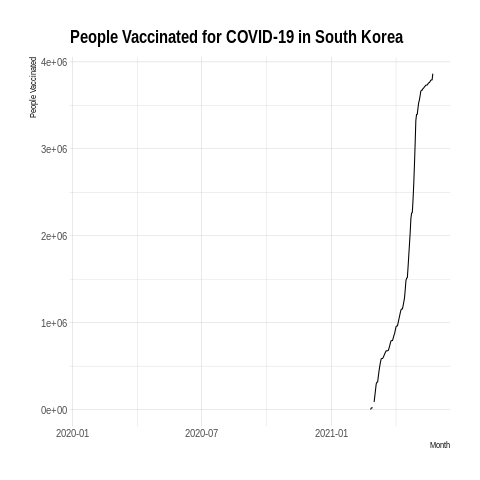 People Vaccinated for COVID-19 in South Korea
People Vaccinated
4e+06
3e+06
2e+06
1e+06
0e+00
2020-01
2020-07
2021-01
Month